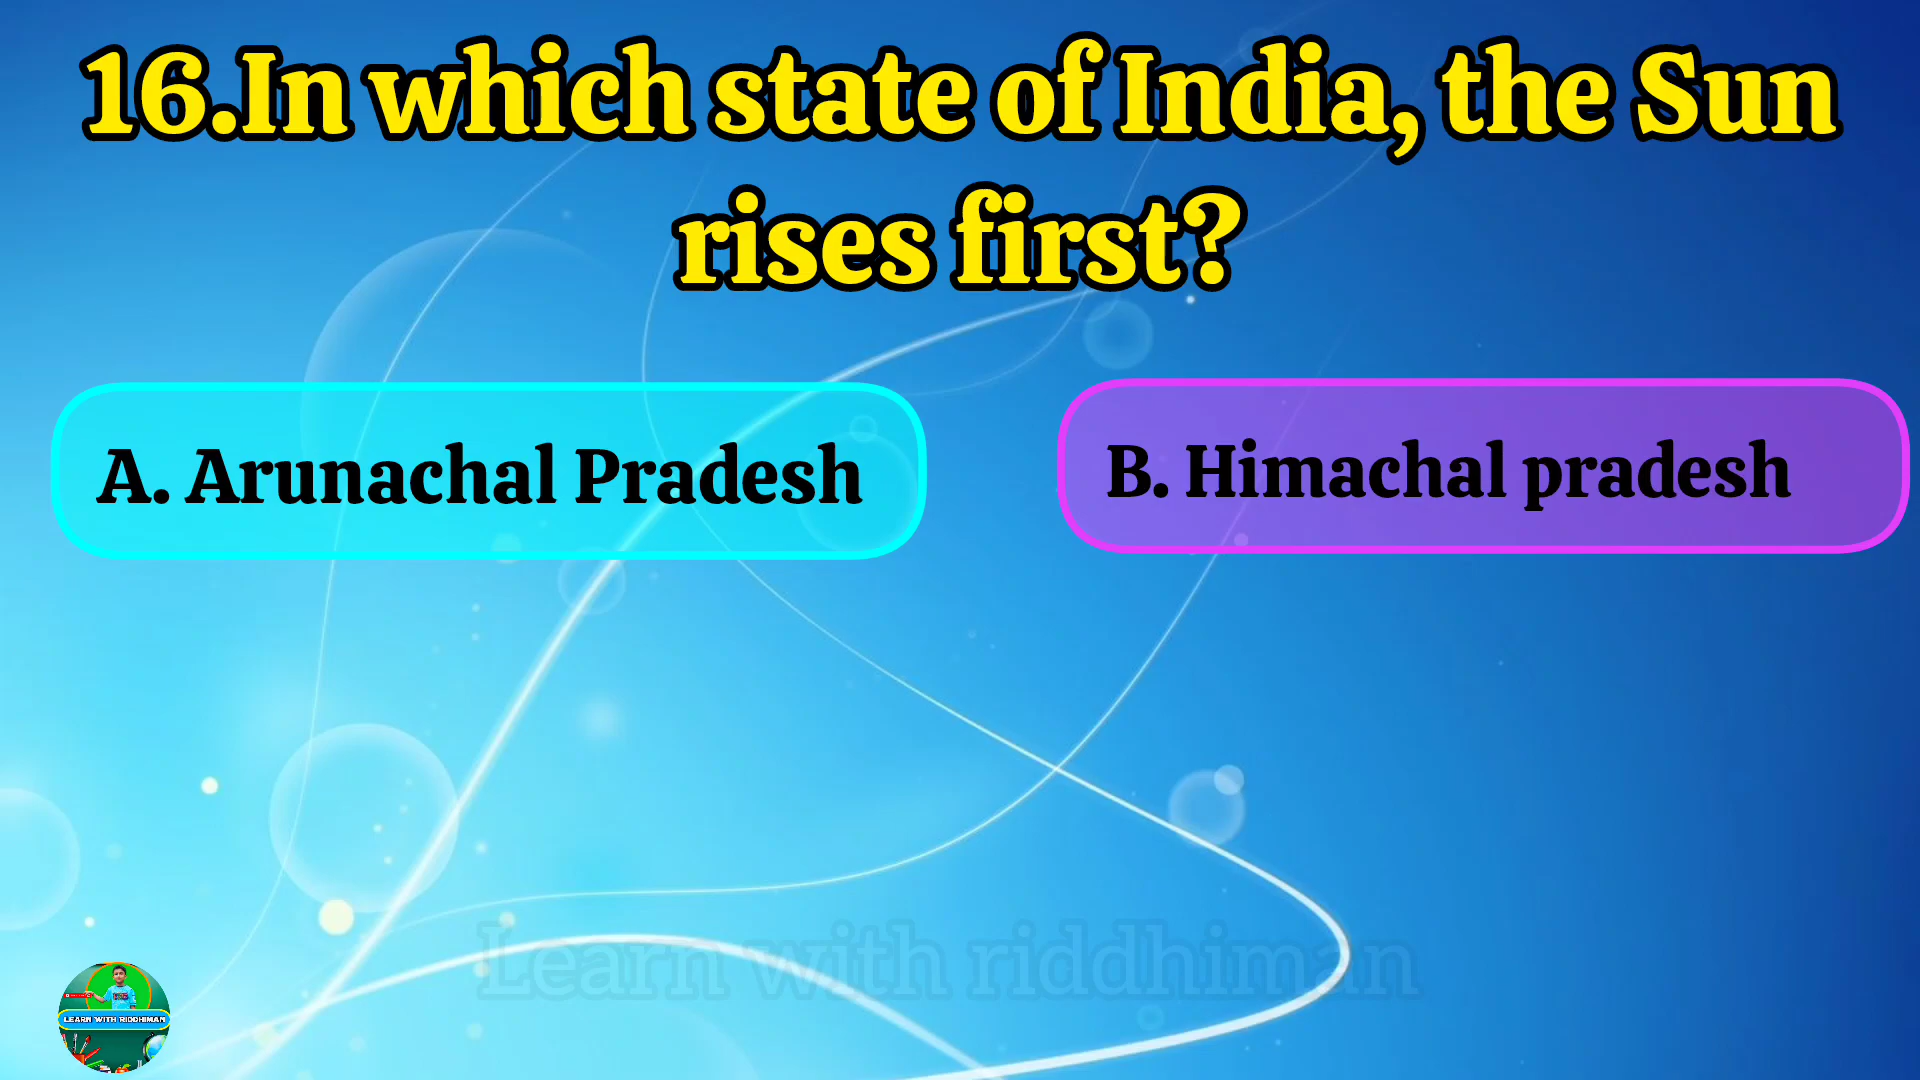 16.In which state of India, the Sun
rises first?
A. Arunachal Pradesh
B. Himachal pradesh
Learn with riddhiman
LEARN WITH RIDDHIMAN